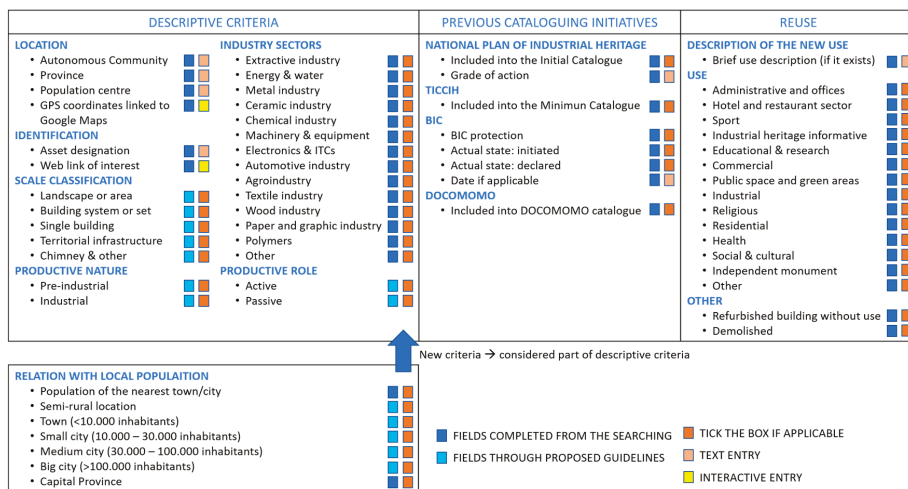 DESCRIPTIVE CRITERIA
LOCATION
• Autonomous Community
• Province
• Population centre
• GPS coordinates linked to
Google Maps
IDENTIFICATION
• Asset designation
• Web link of interest
SCALE CLASSIFICATION
• Landscape or area
• Building system or set
• Single building
• Territorial infrastructure
• Chimney & other
PRODUCTIVE NATURE
• Pre-industrial
• Industrial
INDUSTRY SECTORS
• Extractive industry
• Energy & water
• Metal industry
• Ceramic industry
• Chemical industry
• Machinery & equipment
• Electronics & ITCs
• Automotive industry
• Agroindustry
• Textile industry
• Wood industry
• Paper and graphic industry
• Polymers
• Other
PRODUCTIVE ROLE
• Active
• Passive
PREVIOUS CATALOGUING INITIATIVES
NATIONAL PLAN OF INDUSTRIAL HERITAGE
• Included into the Initial Catalogue
• Grade of action
TICCIH
• Included into the Minimun Catalogue
BIC
• BIC protection
• Actual state: initiated
• Actual state: declared
• Date if applicable
DOCOMOMO
• Included into DOCOMOMO catalogue
REUSE
DESCRIPTION OF THE NEW USE
• Brief use description (if it exists)
USE
• Administrative and offices
• Hotel and restaurant sector
• Sport
• Industrial heritage informative
• Educational & research
• Commercial
• Public space and green areas
• Industrial
• Religious
• Residential
• Health
• Social & cultural
• Independent monument
• Other
OTHER
• Refurbished building without use
• Demolished
New criteria → considered part of descriptive criteria
RELATION WITH LOCAL POPULAITION
• Population of the nearest town/city
• Semi-rural location
• Town (<10.000 inhabitants)
• Small city (10.000 – 30.000 inhabitants)
• Medium city (30.000 – 100.000 inhabitants)
• Big city (>100.000 inhabitants)
• Capital Province
FIELDS COMPLETED FROM THE SEARCHING
FIELDS THROUGH PROPOSED GUIDELINES
TICK THE BOX IF APPLICABLE
TEXT ENTRY
INTERACTIVE ENTRY